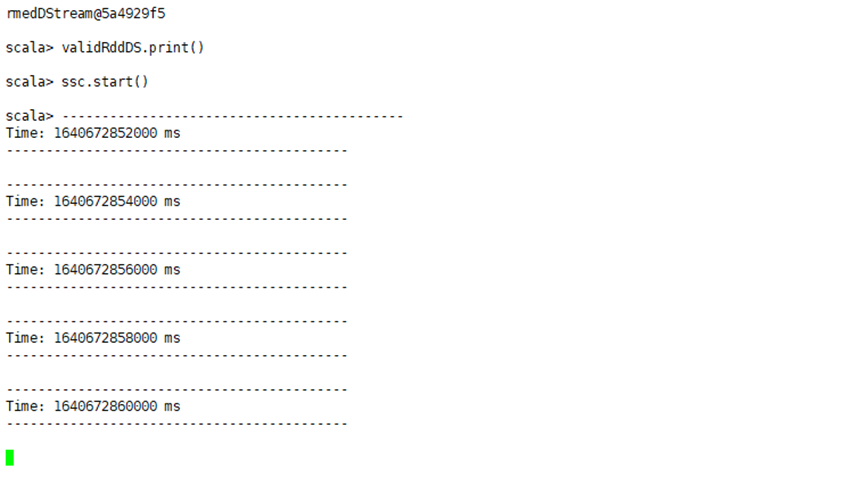 rmedDStream@5a4929f5
scala> validRddDS.print()
scala> ssc.start()
scala> -------------------------------------------
Time: 1640672852000 ms
-------------------------------------------
-------------------------------------------
Time: 1640672854000 ms
-------------------------------------------
-------------------------------------------
Time: 1640672856000 ms
-------------------------------------------
-------------------------------------------
Time: 1640672858000 ms
-------------------------------------------
-------------------------------------------
Time: 1640672860000 ms
-------------------------------------------